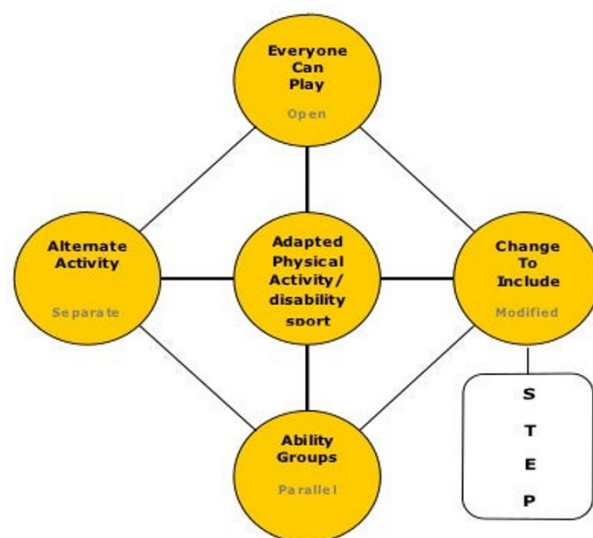 Everyone
Can
Play
Open
Alternate
Activity
Separate
Adapted
Physical
Activity/
disability
sport
Change
To
Include
Modified
S
T
E
P
Ability
Groups
Parallel